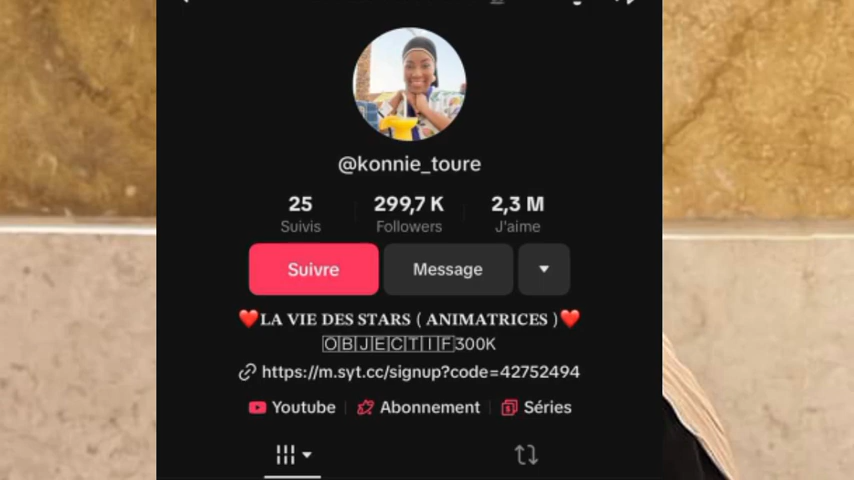 @konnie_toure
25 299,7 K 2,3 M
Suivis Followers J'aime
Suivre Message
❤️LA VIE DES STARS ( ANIMATRICES )❤️
🄾🄱🄹🄴🄲🅃🄸🄵300K
https://m.syt.cc/signup?code=42752494
Youtube Abonnement Séries